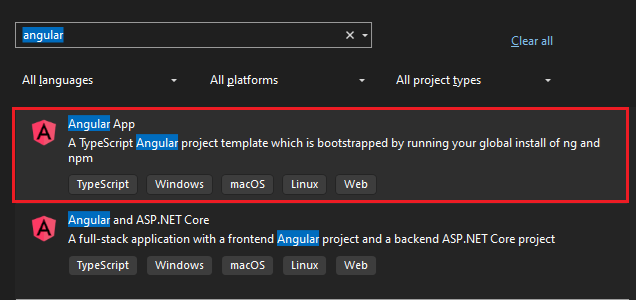 angular
Clear all
All languages All platforms All project types
Angular App
A TypeScript Angular project template which is bootstrapped by running your global install of ng and
npm
TypeScript Windows macOS Linux Web
Angular and ASP.NET Core
A full-stack application with a frontend Angular project and a backend ASP.NET Core project
TypeScript Windows macOS Linux Web